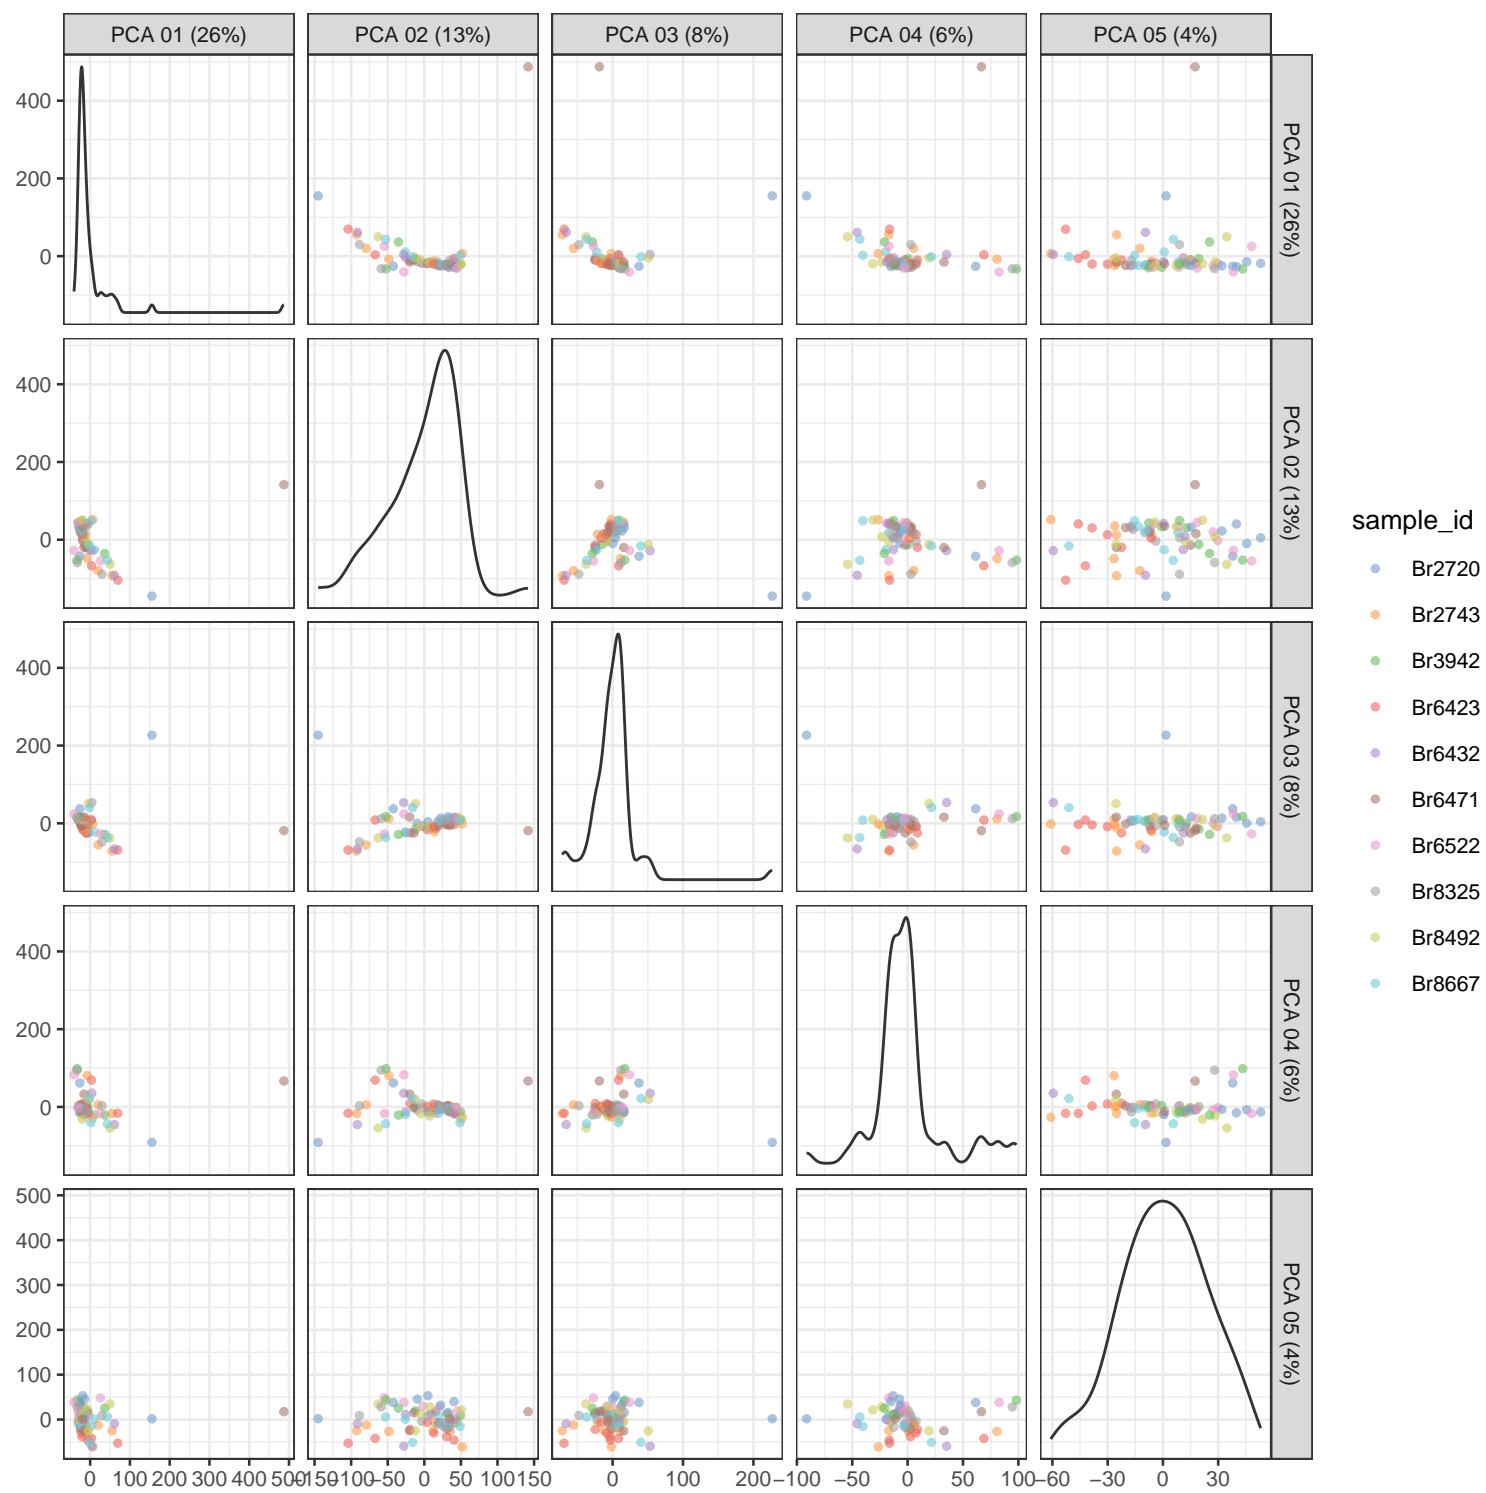 PCA 01 (26%) PCA 02 (13%) PCA 03 (8%) PCA 04 (6%) PCA 05 (4%)
400
200
0
PCA 01 (26%)
400
200
0
PCA 02 (13%)
400
200
0
PCA 03 (8%)
400
200
0
PCA 04 (6%)
500
400
300
200
100
0
PCA 05 (4%)
0 100 200 300 400 500 −150 −100 −50 0 50 100 150 0 100 200 −100 −50 0 50 100 −60 −30 0 30
sample_id
Br2720
Br2743
Br3942
Br6423
Br6432
Br6471
Br6522
Br8325
Br8492
Br8667